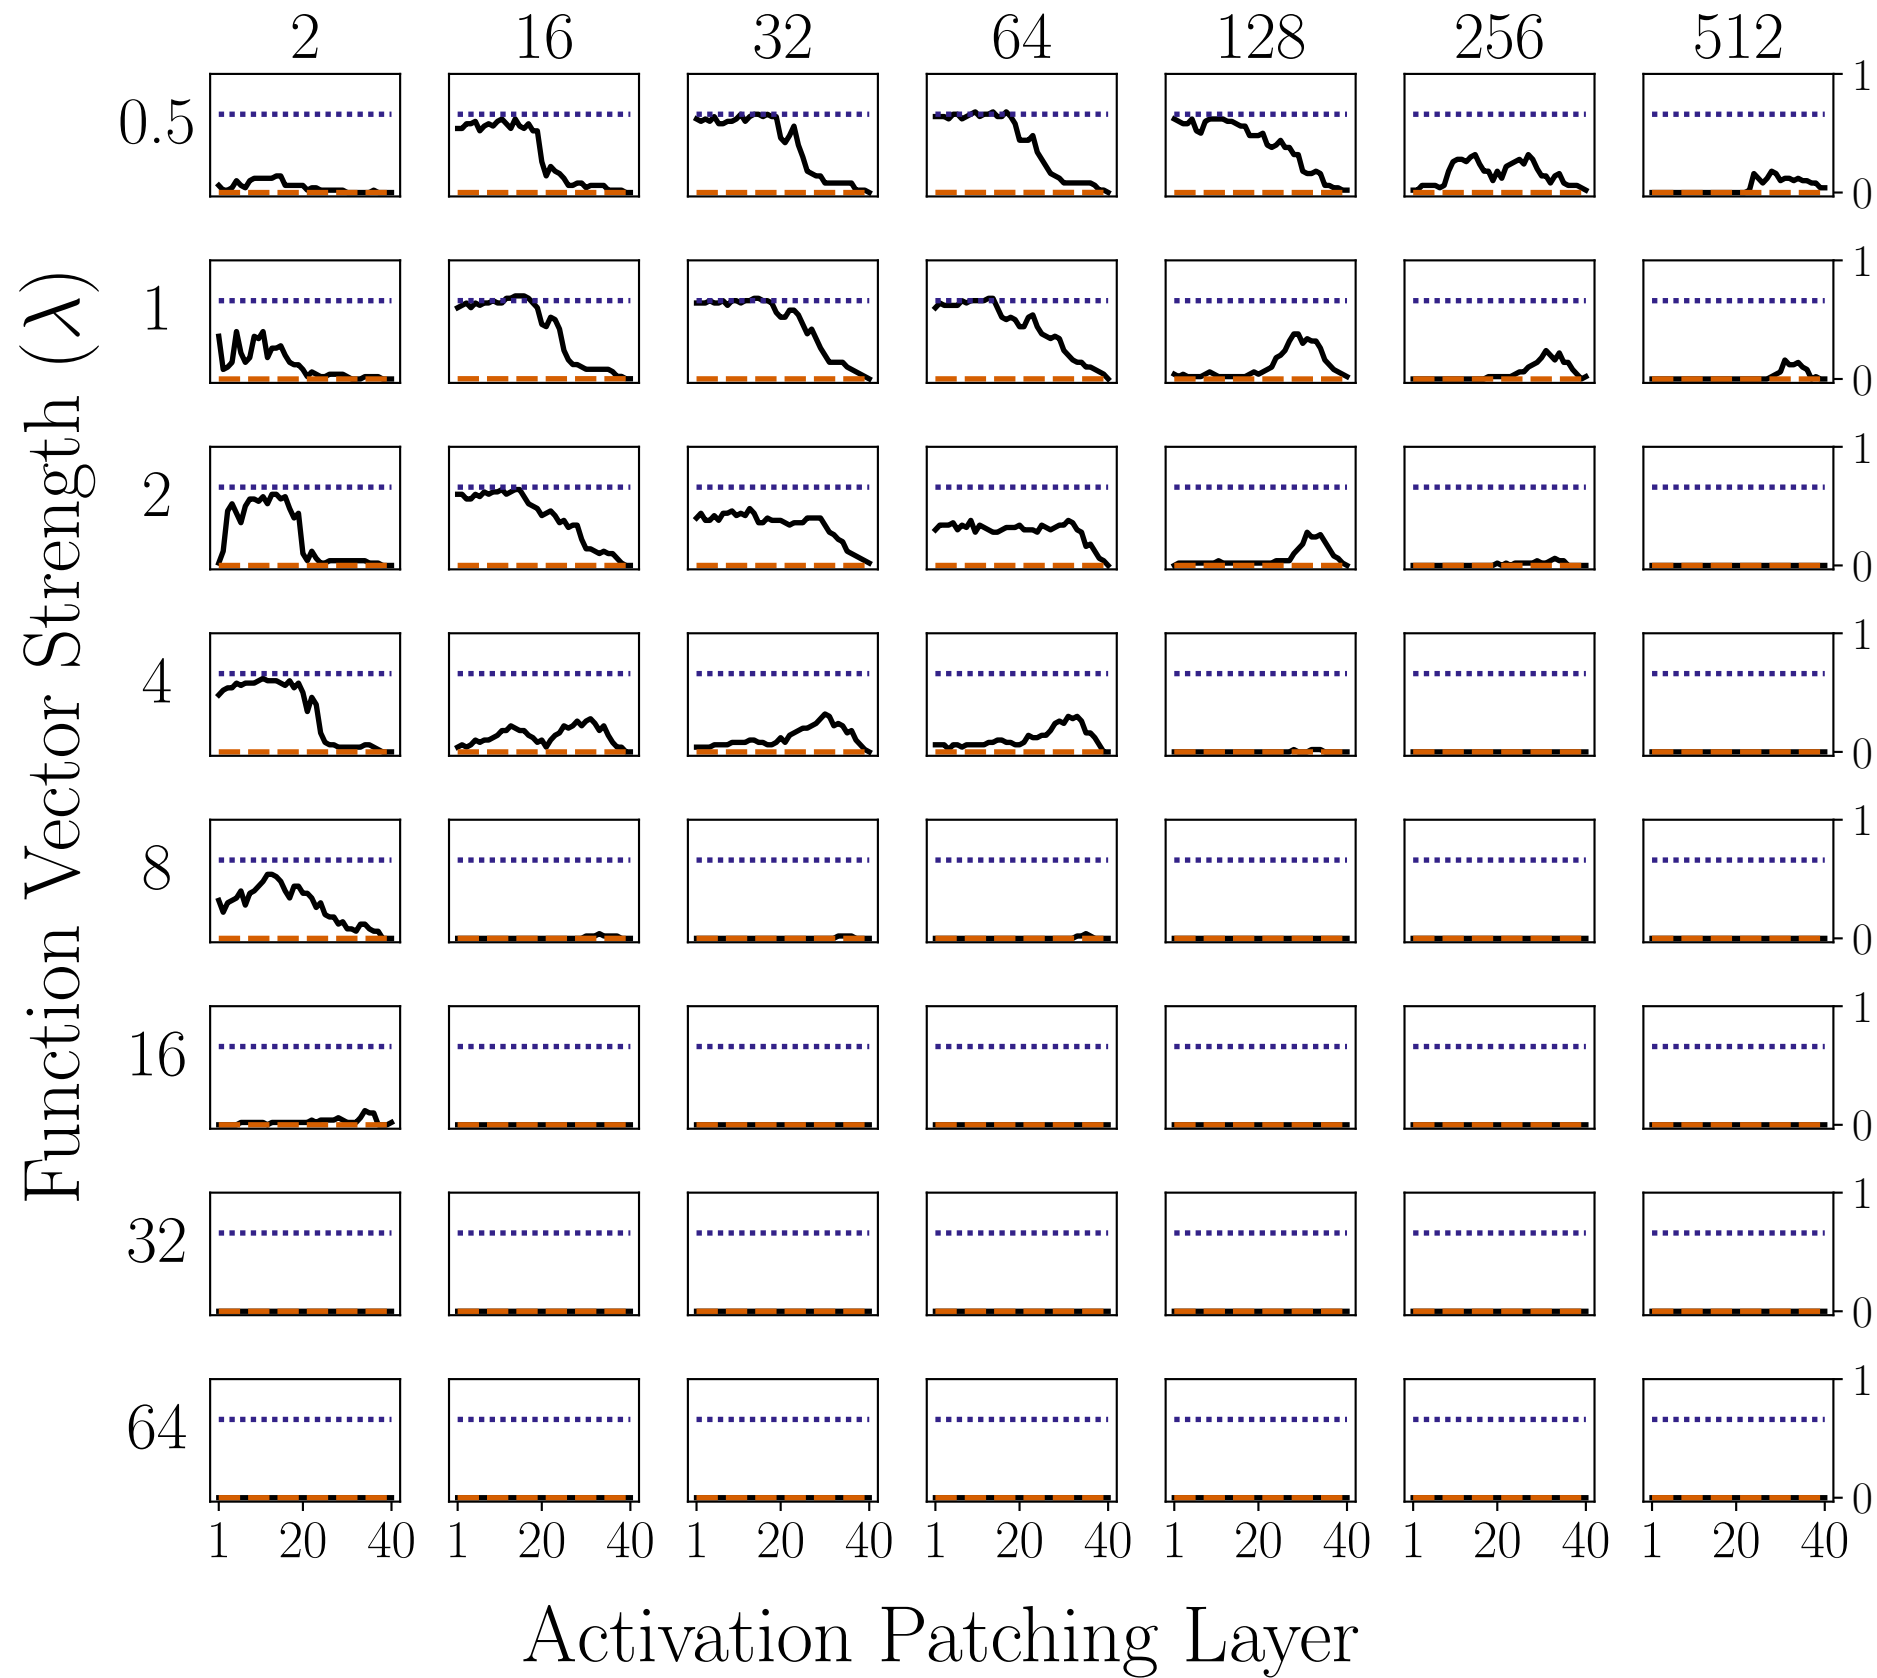 2 16 32 64 128 256 512
0.5 1 0
1 1 0
2 1 0
4 1 0
8 1 0
16 1 0
32 1 0
64 1 0
1 20 40 1 20 40 1 20 40 1 20 40 1 20 40 1 20 40 1 20 40
Function Vector Strength (λ)
Activation Patching Layer